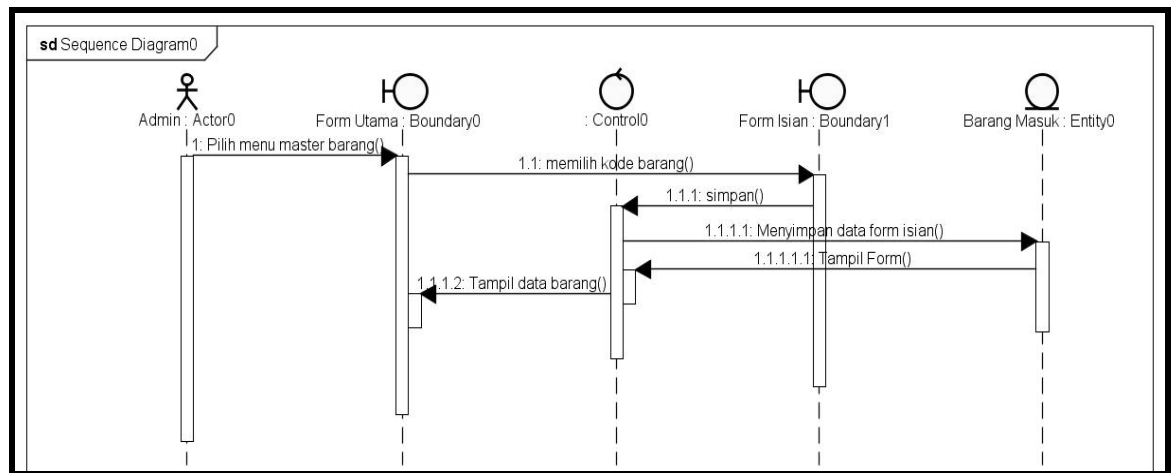 sd Sequence Diagram0
Admin : Actor0
Form Utama : Boundary0
: Control0
Form Isian : Boundary1
Barang Masuk : Entity0
1: Pilih menu master barang()
1.1: memilih kode barang()
1.1.1: simpan()
1.1.1.1: Menyimpan data form isian()
1.1.1.1.1: Tampil Form()
1.1.1.2: Tampil data barang()